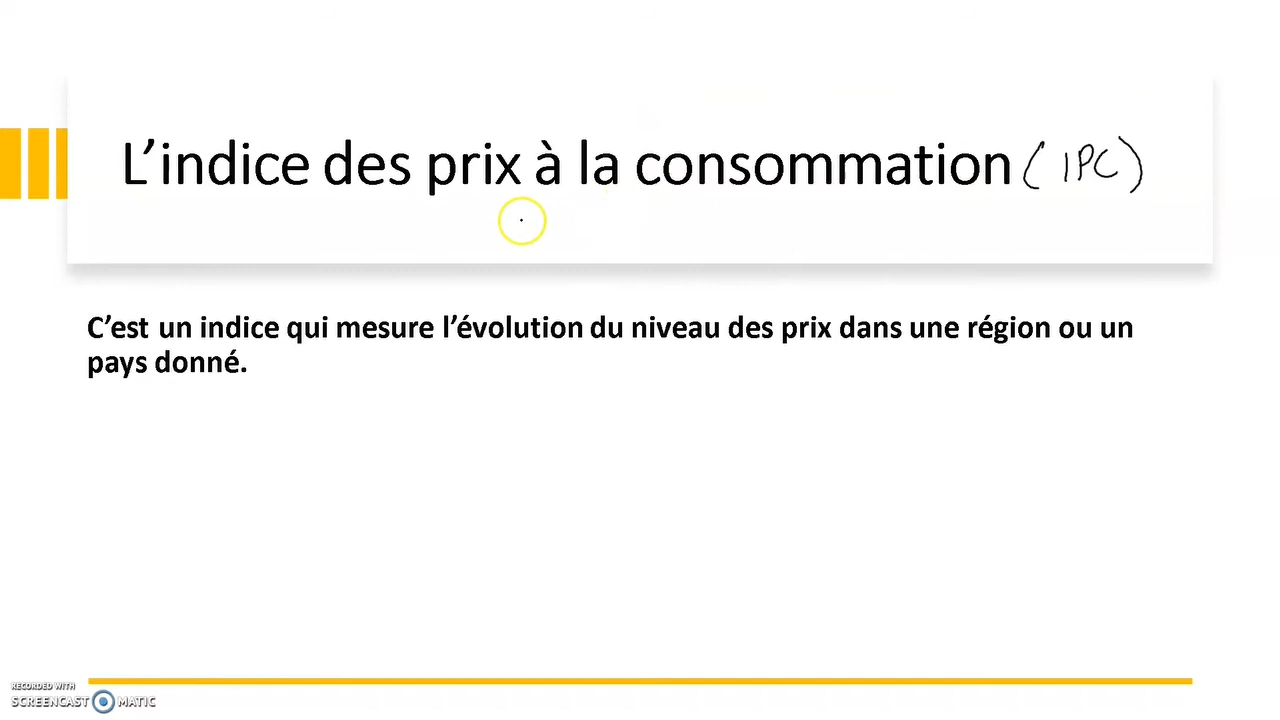 L’indice des prix à la consommation (IPC)
C’est un indice qui mesure l’évolution du niveau des prix dans une région ou un
pays donné.
RECORDED WITH
SCREENCAST MATIC